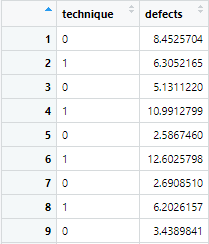 technique defects
1 0 8.4525704
2 1 6.3052165
3 0 5.1311220
4 1 10.9912799
5 0 2.5867460
6 1 12.6025798
7 0 2.6908510
8 1 6.2026157
9 0 3.4389841